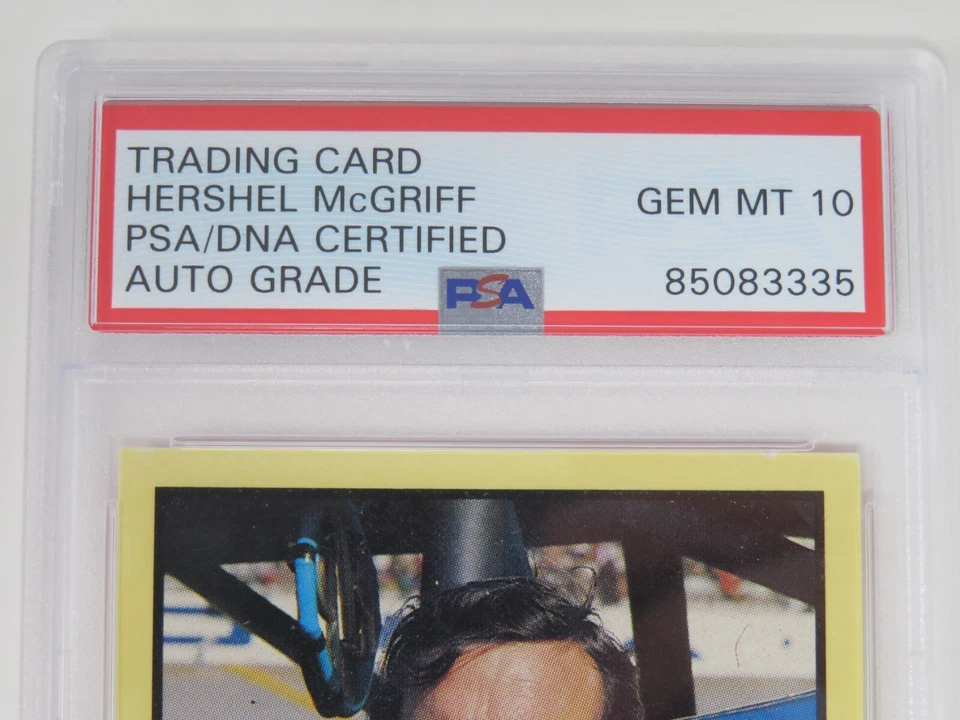 TRADING CARD
HERSHEL McGRIFF
GEM MT 10
PSA/DNA CERTIFIED
AUTO GRADE
PSA
85083335